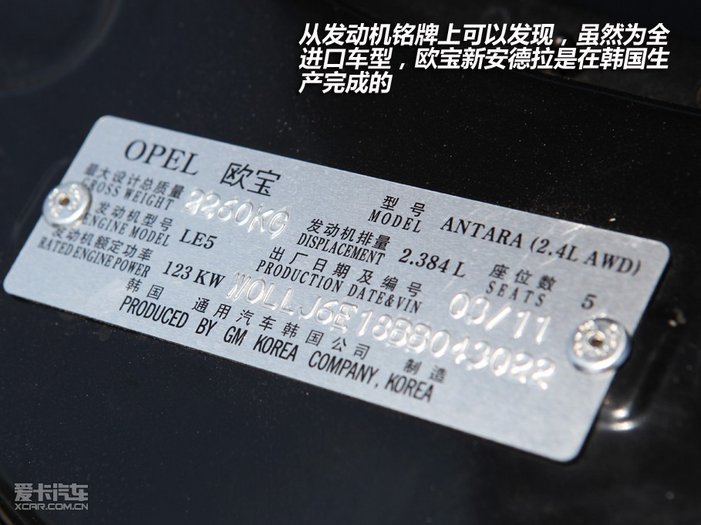 从发动机铭牌上可以发现，虽然为全
进口车型，欧宝新安德拉是在韩国生
产完成的
OPEL 欧宝
型号
MODEL ANTARA (2,4L AWD)
最大设计总质量
GROSS WEIGHT 2260KG
发动机排量
DISPLACEMENT 2.384 L
座位数
SEATS 5
发动机型号
ENGINE MODEL LE5
出厂日期及编号
PRODUCTION DATE&VIN 03/11
发动机额定功率
RATED ENGINE POWER 123 KW
W0LLJ6E18BB043022
韩国 通用汽车韩国公司 制造
PRODUCED BY GM KOREA COMPANY, KOREA
爱卡汽车
XCAR.COM.CN